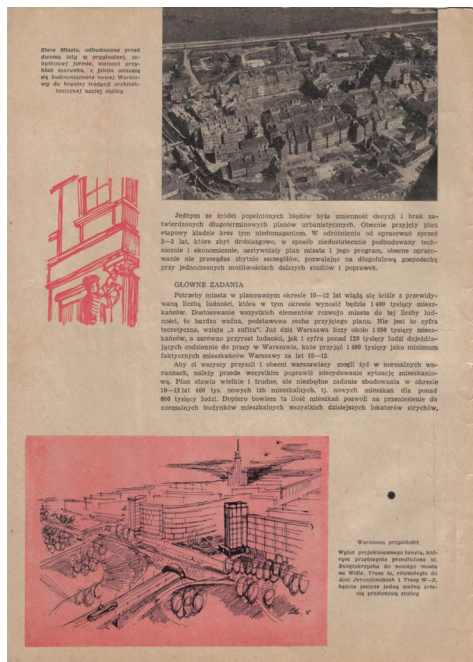 Stare Miasto, odbudowane przed
dwoma laty w oryginalnej, za-
bytkowej formie, stanowi przy-
kład szacunku, z jakim odnoszą
się budowniczowie nowej Warsza-
wy do bogatej tradycji architek-
tonicznej naszej stolicy
Jednym ze źródeł popełnionych błędów była zmienność decyzji i brak za-
twierdzonych długoterminowych planów urbanistycznych. Obecnie przyjęty plan
etapowy kładzie kres tym niedomaganiom. W odróżnieniu od opracowań sprzed
2—3 lat, które zbyt drobiazgowo, w sposób niedostatecznie podbudowany tech-
nicznie i ekonomicznie, usztywniały plan miasta i jego program, obecne opraco-
wanie nie przesądza zbytnio szczegółów, pozwalając na długofalową gospodarkę
przy jednoczesnych możliwościach dalszych studiów i poprawek.
GŁÓWNE ZADANIA
Potrzeby miasta w planowanym okresie 10—12 lat wiążą się ściśle z przewidy-
waną liczbą ludności, która w tym okresie wynosić będzie 1 400 tysięcy miesz-
kańców. Dostosowanie wszystkich elementów rozwoju miasta do tej liczby lud-
ności, to bardzo ważna, podstawowa cecha przyjętego planu. Nie jest to cyfra
teoretyczna, wzięta „z sufitu”. Już dziś Warszawa liczy około 1 050 tysięcy miesz-
kańców, a zarówno przyrost ludności, jak i cyfra ponad 120 tysięcy ludzi dojeżdża-
jących codziennie do pracy w Warszawie, każe przyjąć 1 400 tysięcy jako minimum
faktycznych mieszkańców Warszawy za lat 10—12.
Aby ci wszyscy przyszli i obecni warszawiacy mogli żyć w normalnych wa-
runkach, należy przede wszystkim poprawić zdecydowanie sytuację mieszkanio-
wą. Plan stawia wielkie i trudne, ale niezbędne zadanie zbudowania w okresie
10—12 lat 400 tys. nowych izb mieszkalnych, tj. nowych mieszkań dla ponad
600 tysięcy ludzi. Dopiero bowiem ta ilość mieszkań pozwoli na przeniesienie do
normalnych budynków mieszkalnych wszystkich dzisiejszych lokatorów strychów,
Warszawa przyszłości
Wylot projektowanego tunelu, któ-
rym przebiegnie przedłużona ul.
Świętokrzyska do nowego mostu
na Wiśle. Trasa ta, równoległa do
Alei Jerozolimskich i Trasy W—Z,
będzie jeszcze jedną ważną arte-
rią przelotową stolicy